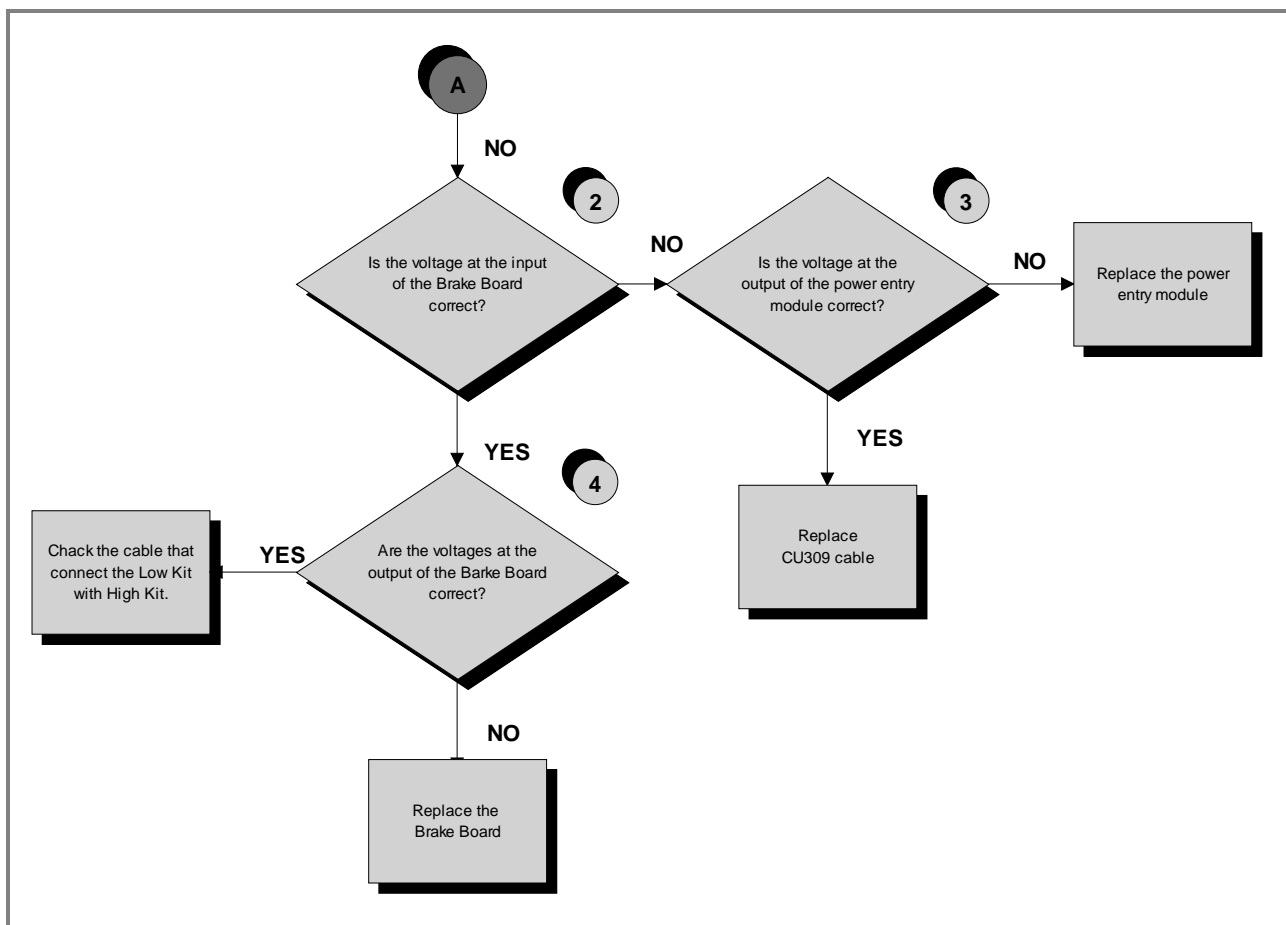 A
NO
2
Is the voltage at the input
of the Brake Board
correct?
NO
3
Is the voltage at the
output of the power entry
module correct?
NO
Replace the power
entry module
YES
Replace
CU309 cable
YES
4
Are the voltages at the
output of the Barke Board
correct?
YES
Chack the cable that
connect the Low Kit
with High Kit.
NO
Replace the
Brake Board